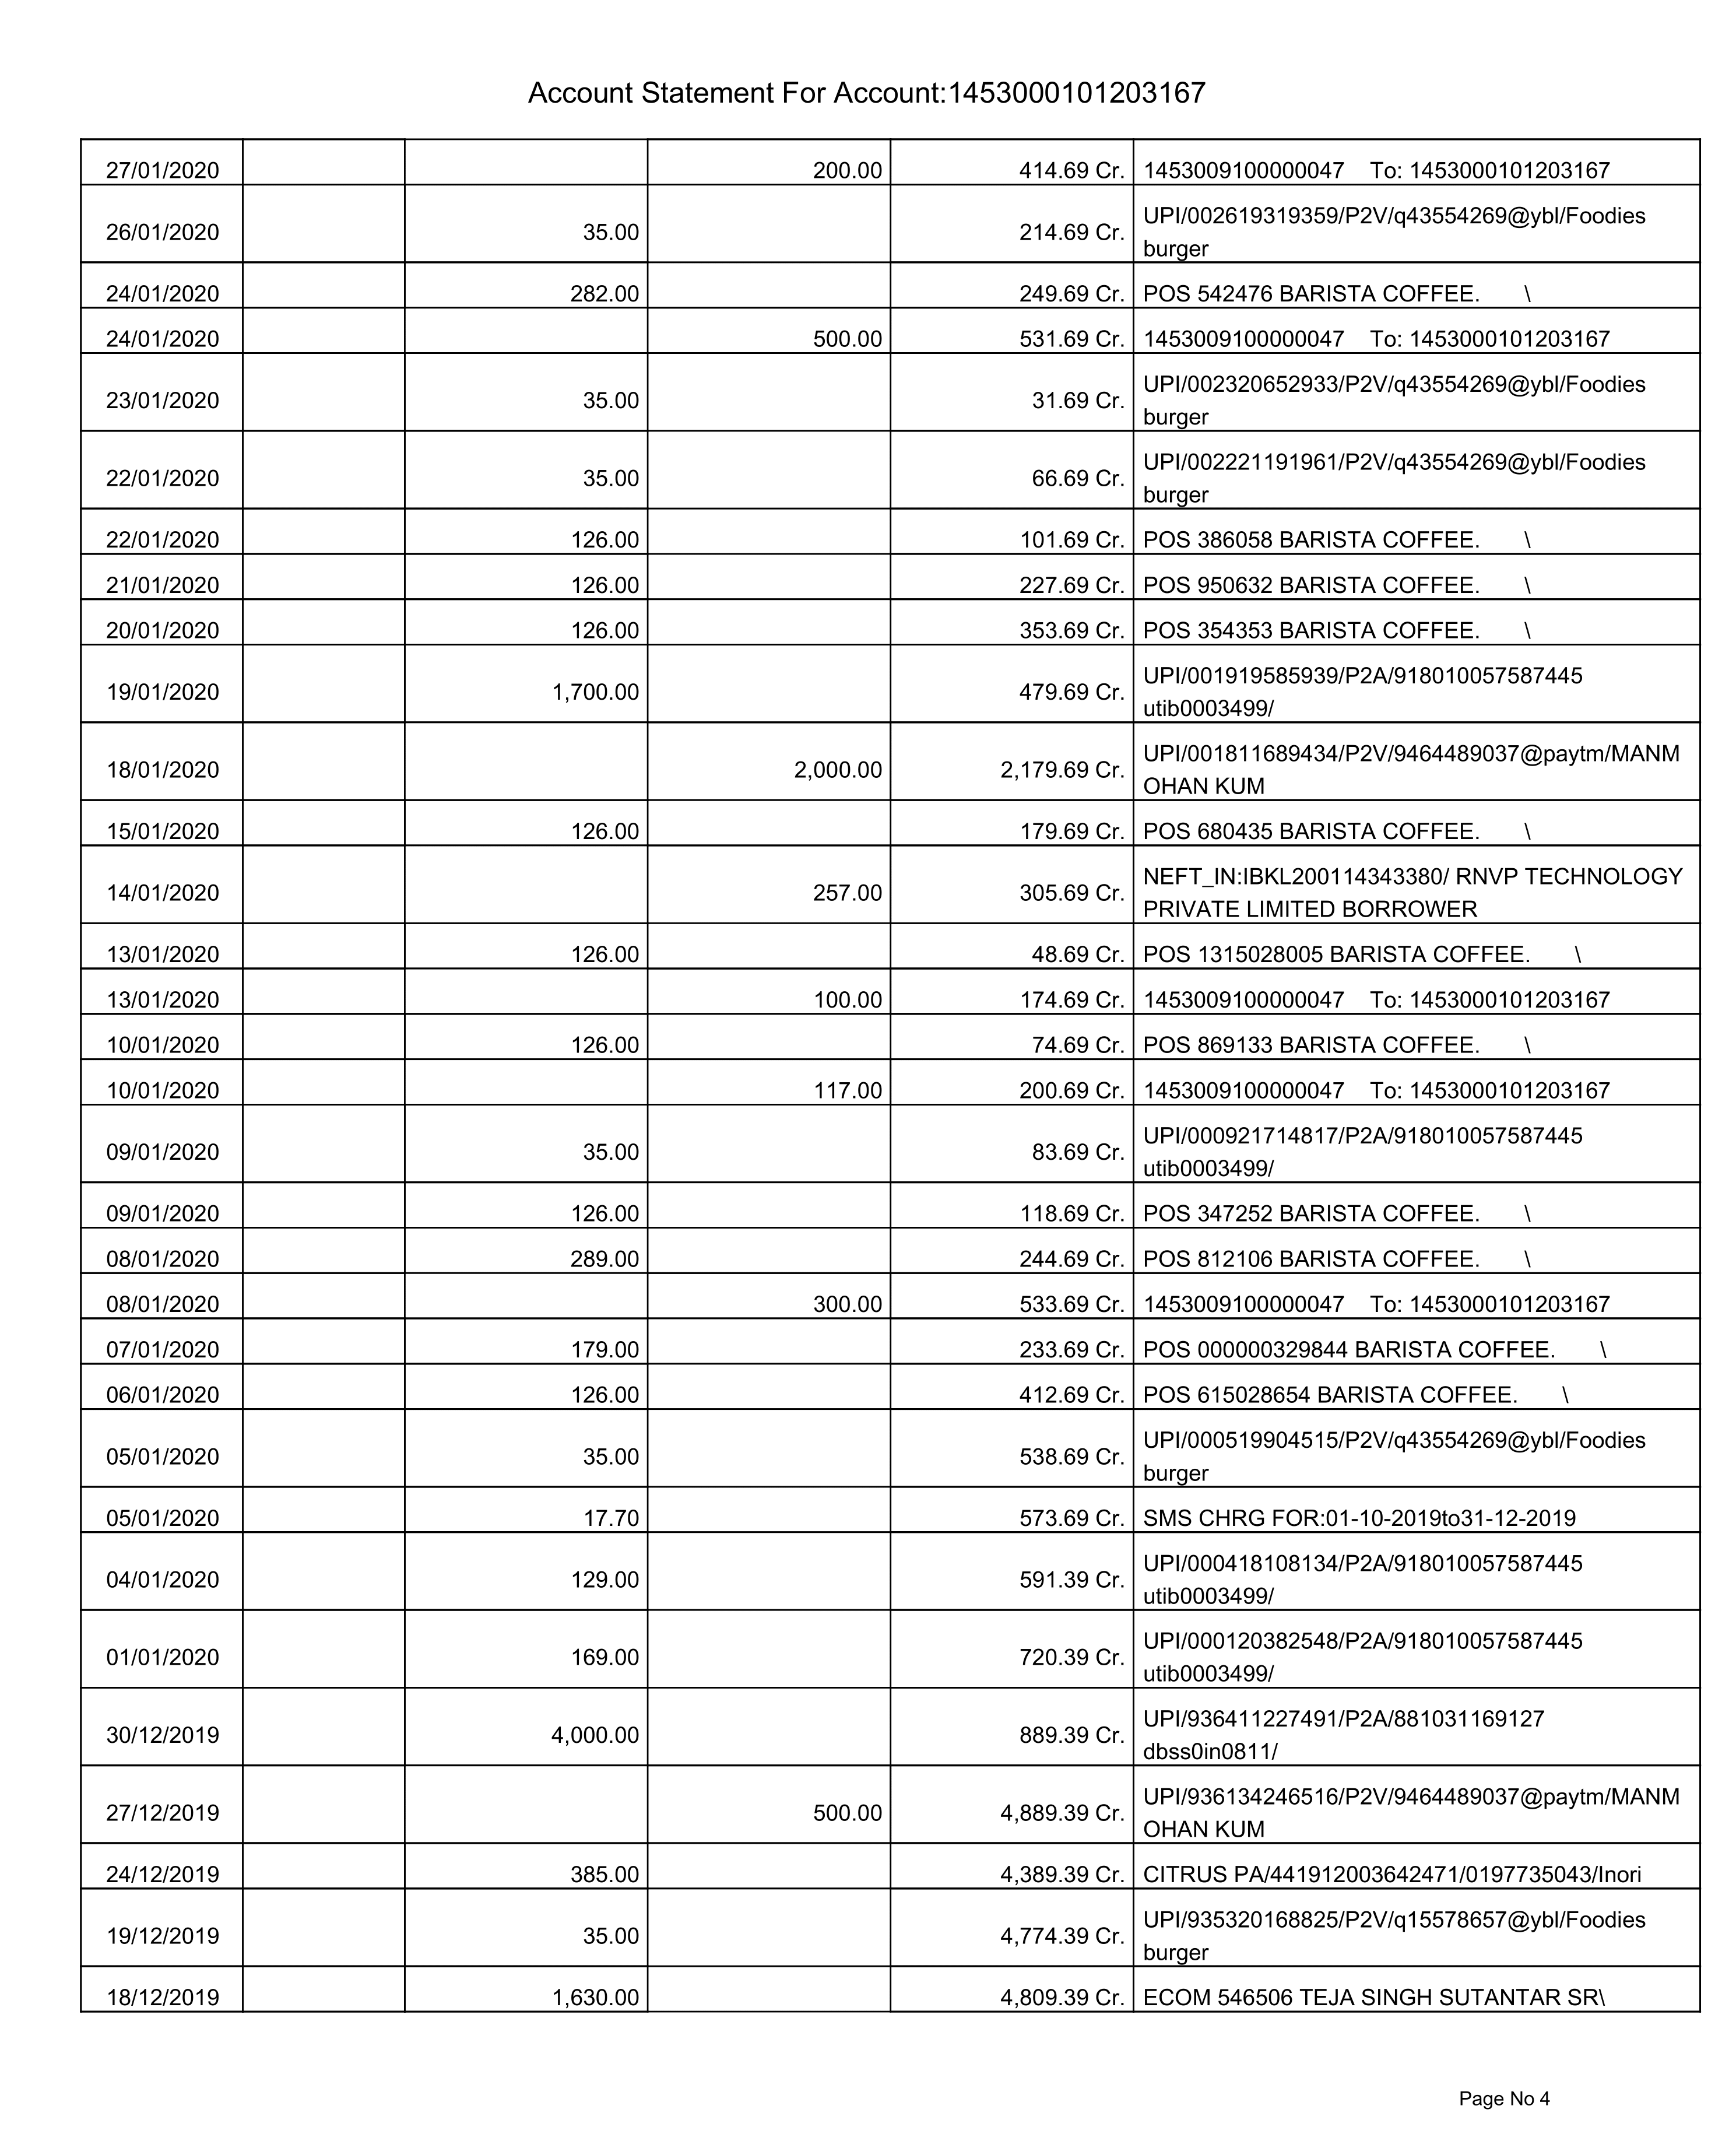 Account Statement For Account:1453000101203167
27/01/2020 200.00 414.69 Cr. 1453009100000047 To: 1453000101203167
26/01/2020 35.00 214.69 Cr. UPI/002619319359/P2V/q43554269@ybl/Foodies
burger
24/01/2020 282.00 249.69 Cr. POS 542476 BARISTA COFFEE. \
24/01/2020 500.00 531.69 Cr. 1453009100000047 To: 1453000101203167
23/01/2020 35.00 31.69 Cr. UPI/002320652933/P2V/q43554269@ybl/Foodies
burger
22/01/2020 35.00 66.69 Cr. UPI/002221191961/P2V/q43554269@ybl/Foodies
burger
22/01/2020 126.00 101.69 Cr. POS 386058 BARISTA COFFEE. \
21/01/2020 126.00 227.69 Cr. POS 950632 BARISTA COFFEE. \
20/01/2020 126.00 353.69 Cr. POS 354353 BARISTA COFFEE. \
19/01/2020 1,700.00 479.69 Cr. UPI/001919585939/P2A/918010057587445
utib0003499/
18/01/2020 2,000.00 2,179.69 Cr. UPI/001811689434/P2V/9464489037@paytm/MANM
OHAN KUM
15/01/2020 126.00 179.69 Cr. POS 680435 BARISTA COFFEE. \
14/01/2020 257.00 305.69 Cr. NEFT_IN:IBKL200114343380/ RNVP TECHNOLOGY
PRIVATE LIMITED BORROWER
13/01/2020 126.00 48.69 Cr. POS 1315028005 BARISTA COFFEE. \
13/01/2020 100.00 174.69 Cr. 1453009100000047 To: 1453000101203167
10/01/2020 126.00 74.69 Cr. POS 869133 BARISTA COFFEE. \
10/01/2020 117.00 200.69 Cr. 1453009100000047 To: 1453000101203167
09/01/2020 35.00 83.69 Cr. UPI/000921714817/P2A/918010057587445
utib0003499/
09/01/2020 126.00 118.69 Cr. POS 347252 BARISTA COFFEE. \
08/01/2020 289.00 244.69 Cr. POS 812106 BARISTA COFFEE. \
08/01/2020 300.00 533.69 Cr. 1453009100000047 To: 1453000101203167
07/01/2020 179.00 233.69 Cr. POS 000000329844 BARISTA COFFEE. \
06/01/2020 126.00 412.69 Cr. POS 615028654 BARISTA COFFEE. \
05/01/2020 35.00 538.69 Cr. UPI/000519904515/P2V/q43554269@ybl/Foodies
burger
05/01/2020 17.70 573.69 Cr. SMS CHRG FOR:01-10-2019to31-12-2019
04/01/2020 129.00 591.39 Cr. UPI/000418108134/P2A/918010057587445
utib0003499/
01/01/2020 169.00 720.39 Cr. UPI/000120382548/P2A/918010057587445
utib0003499/
30/12/2019 4,000.00 889.39 Cr. UPI/936411227491/P2A/881031169127
dbss0in0811/
27/12/2019 500.00 4,889.39 Cr. UPI/936134246516/P2V/9464489037@paytm/MANM
OHAN KUM
24/12/2019 385.00 4,389.39 Cr. CITRUS PA/441912003642471/0197735043/Inori
19/12/2019 35.00 4,774.39 Cr. UPI/935320168825/P2V/q15578657@ybl/Foodies
burger
18/12/2019 1,630.00 4,809.39 Cr. ECOM 546506 TEJA SINGH SUTANTAR SR\
Page No 4